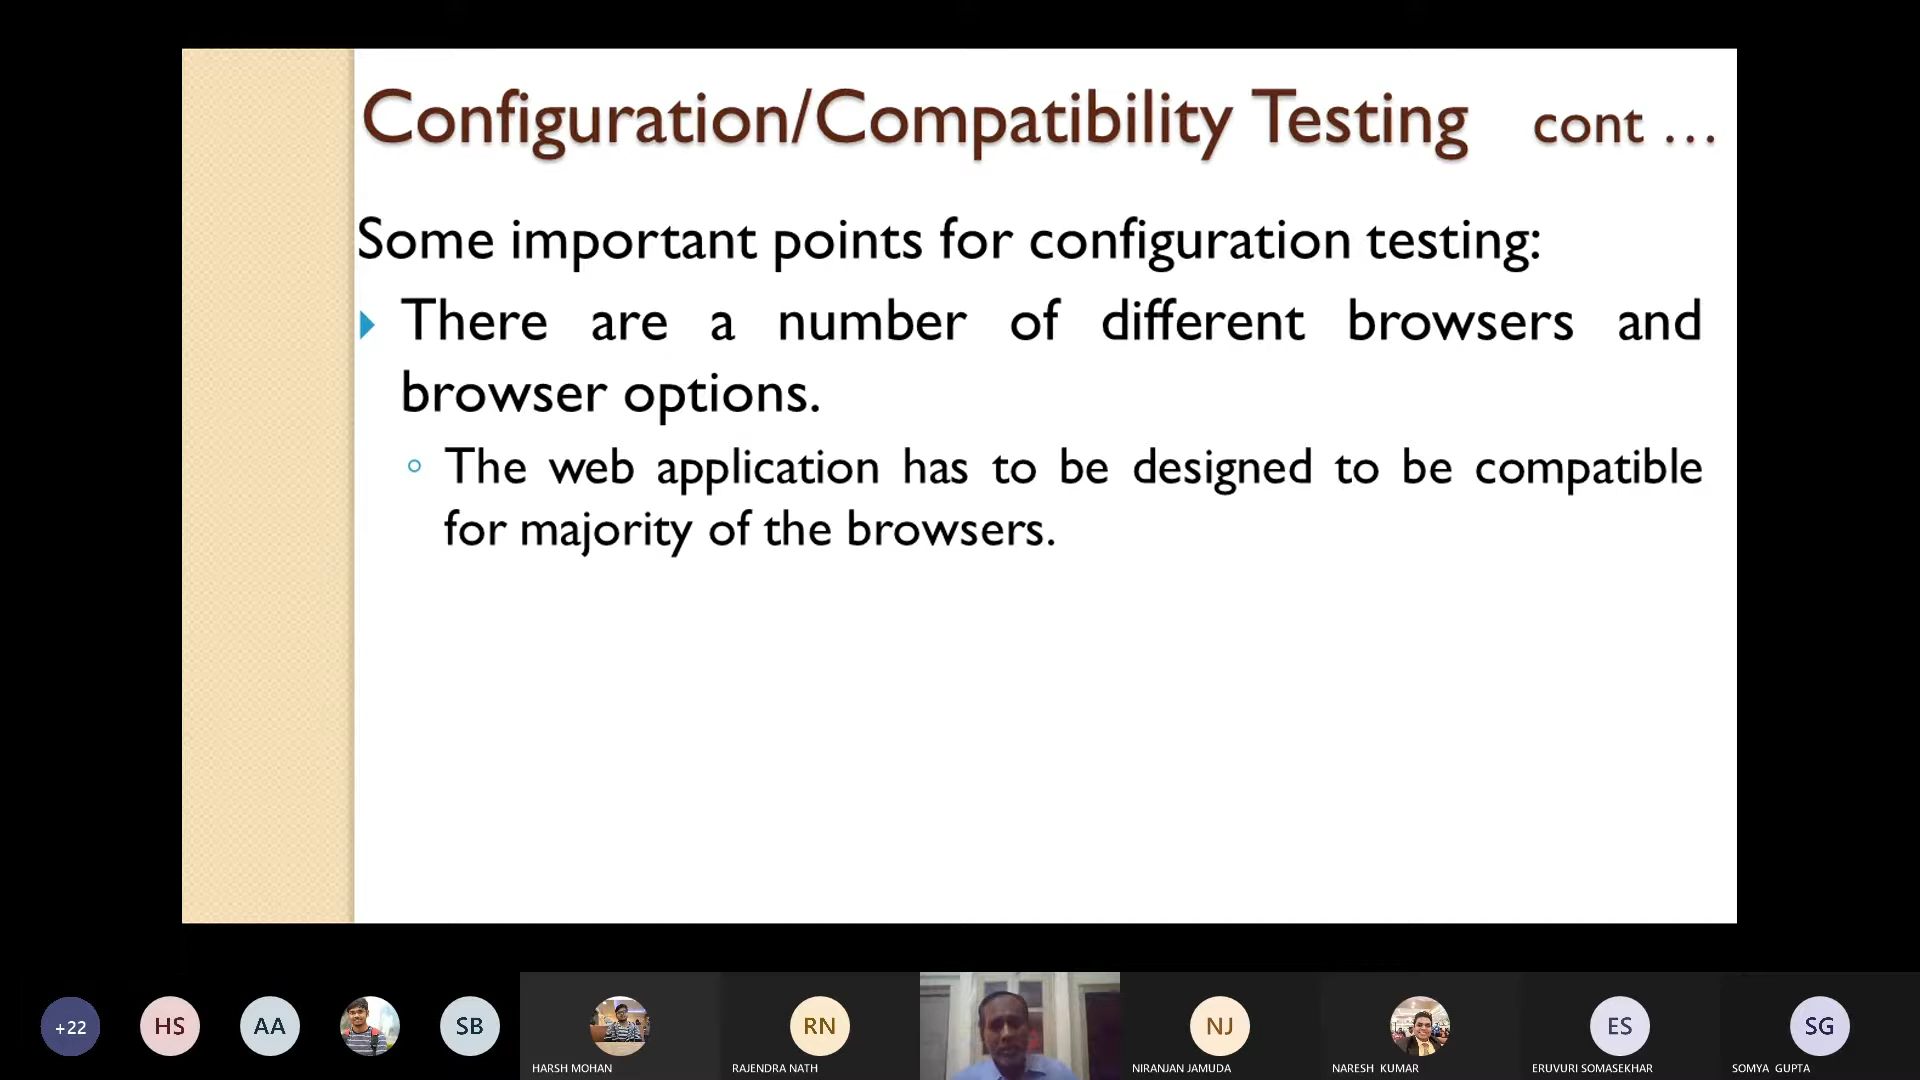 Configuration/Compatibility Testing cont ...
Some important points for configuration testing:
There are a number of different browsers and
browser options.
The web application has to be designed to be compatible
for majority of the browsers.
+22 HS AA SB RN NJ ES SG
HARSH MOHAN RAJENDRA NATH NIRANJAN JAMUDA NARESH KUMAR ERUVURI SOMASEKHAR SOMYA GUPTA